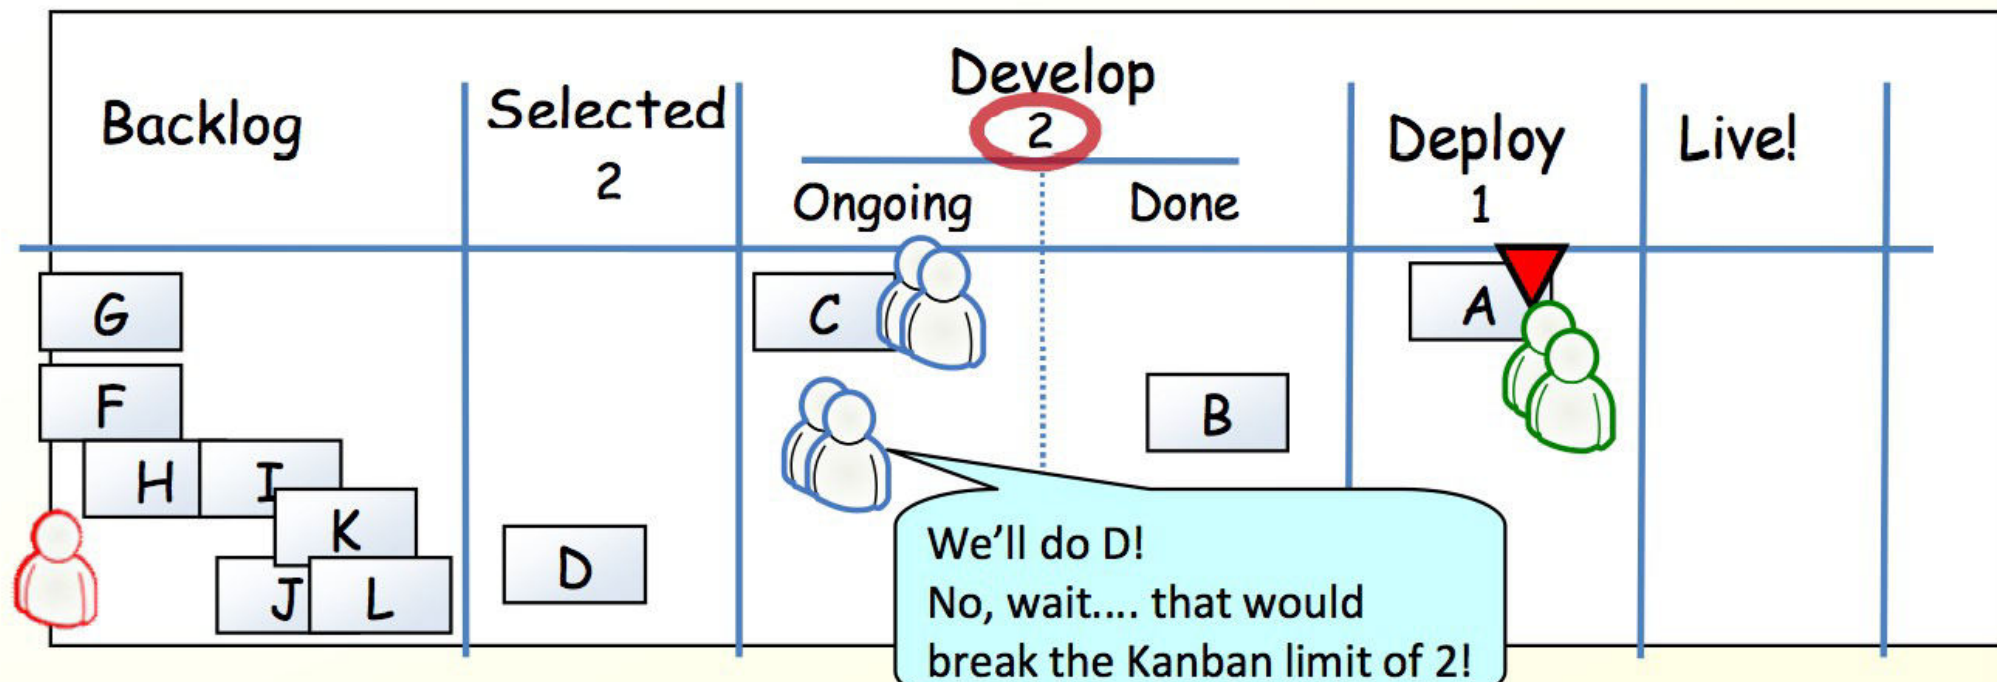 Backlog
Selected
2
Develop
2
Ongoing
Done
Deploy
1
Live!
G
F
H
I
K
J
L
D
C
B
A
We'll do D!
No, wait.... that would
break the Kanban limit of 2!